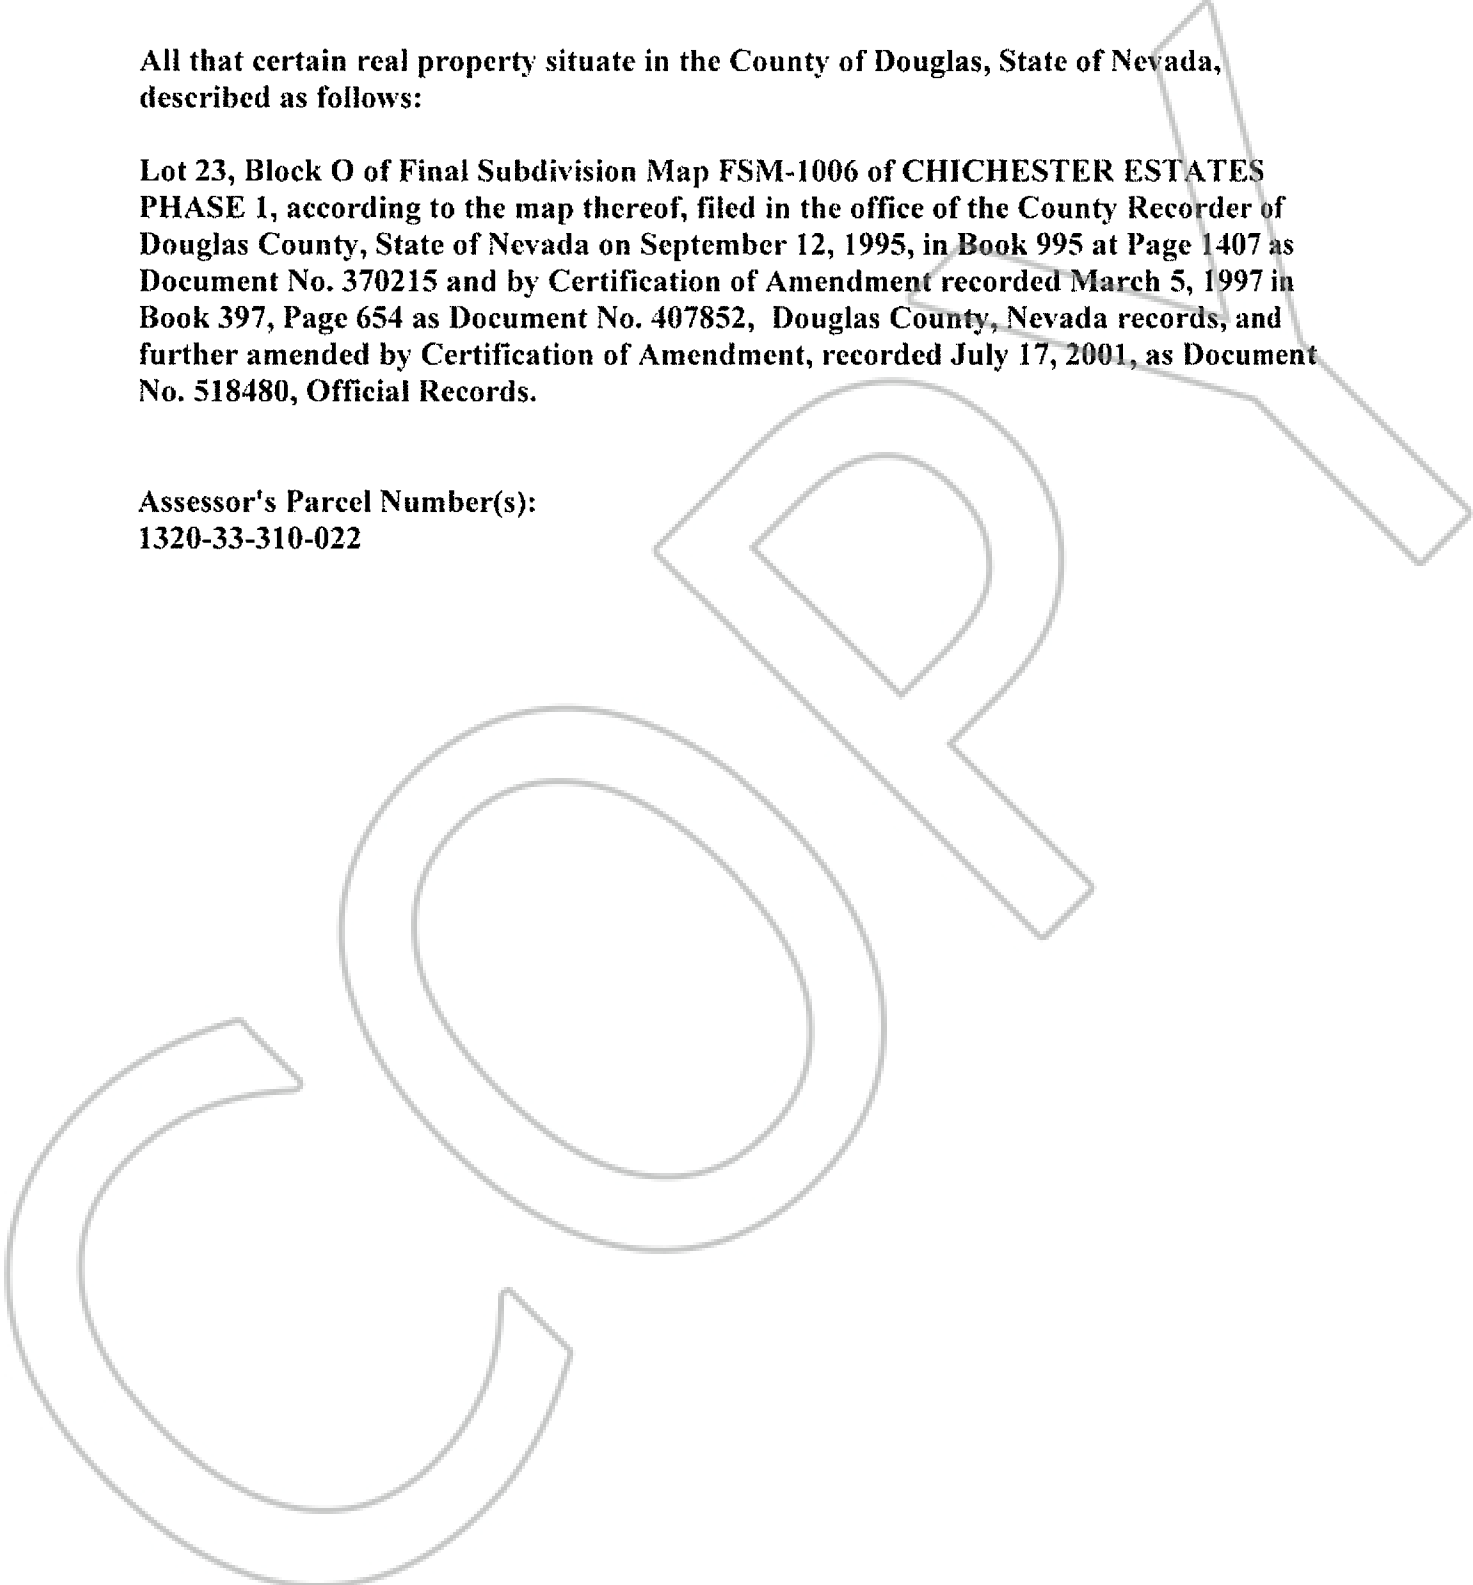 All that certain real property situate in the County of Douglas, State of Nevada,
described as follows:
Lot 23, Block O of Final Subdivision Map FSM-1006 of CHICHESTER ESTATES
PHASE 1, according to the map thereof, filed in the office of the County Recorder of
Douglas County, State of Nevada on September 12, 1995, in Book 995 at Page 1407 as
Document No. 370215 and by Certification of Amendment recorded March 5, 1997 in
Book 397, Page 654 as Document No. 407852,  Douglas County, Nevada records, and
further amended by Certification of Amendment, recorded July 17, 2001, as Document
No. 518480, Official Records.
Assessor's Parcel Number(s):
1320-33-310-022
COPY